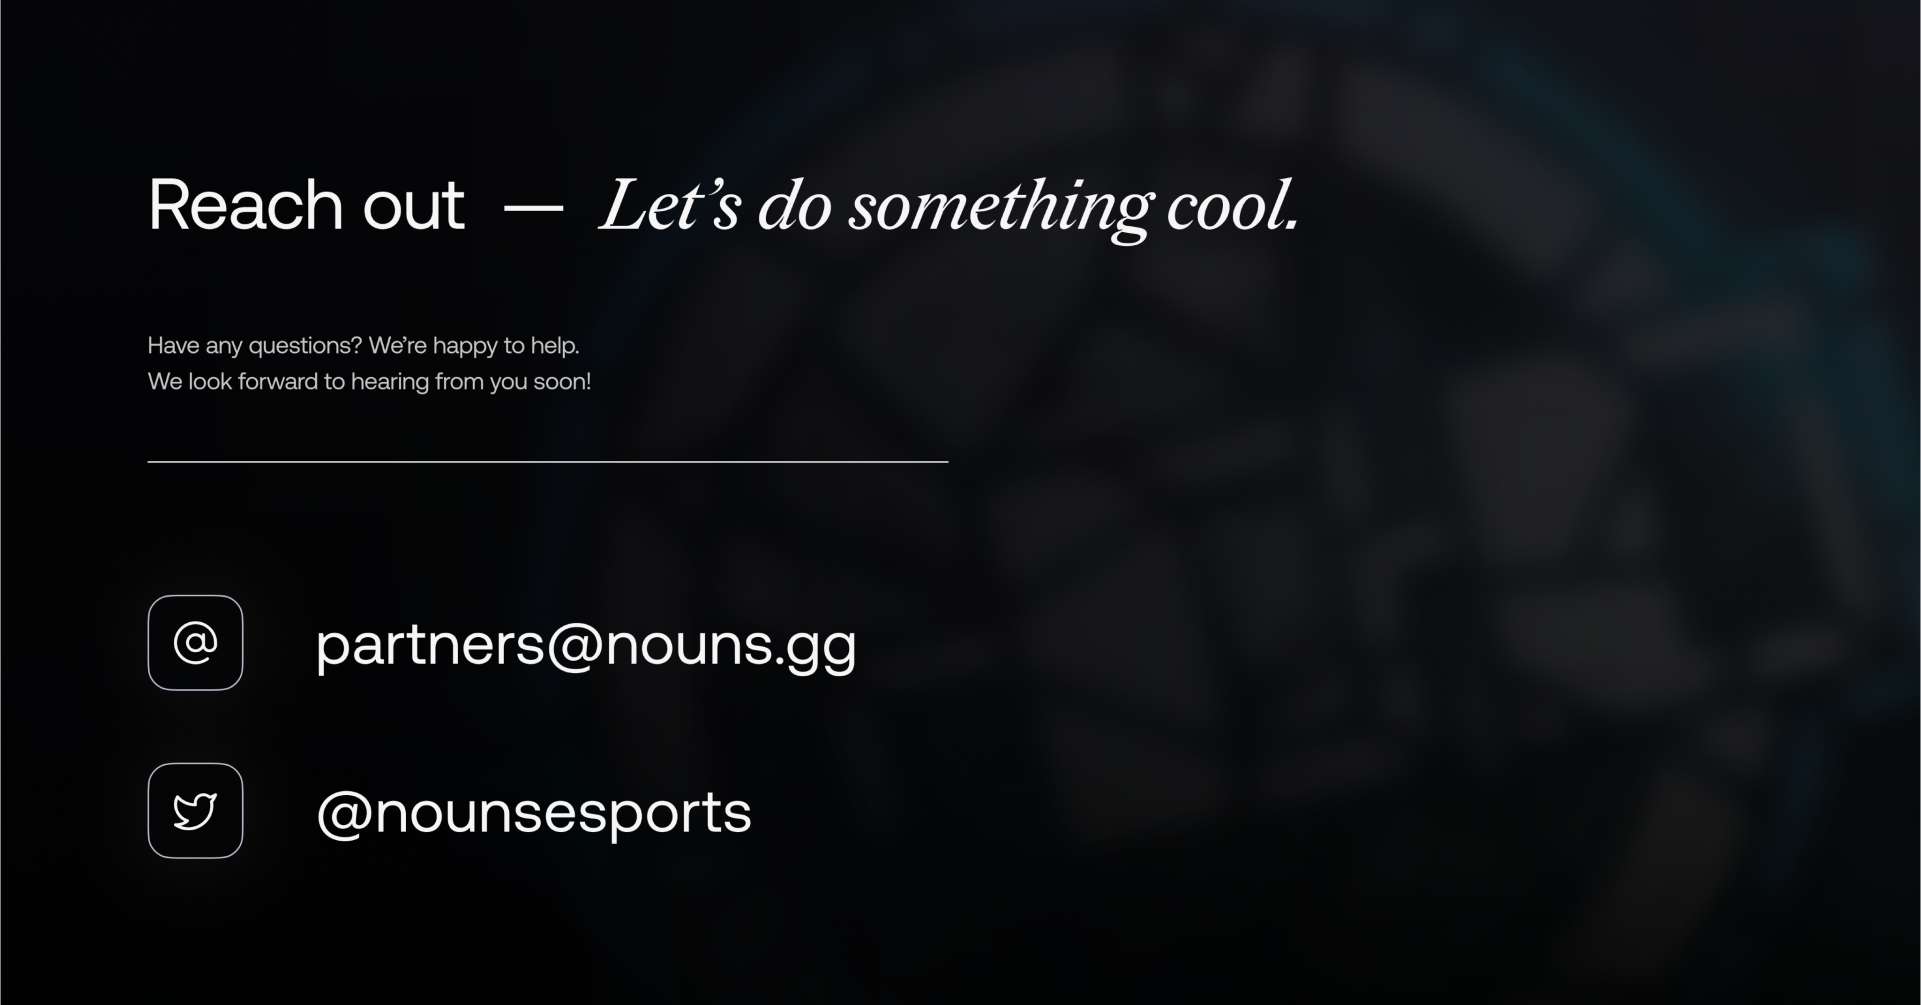 Reach out — Let’s do something cool.
Have any questions? We’re happy to help.
We look forward to hearing from you soon!
@
partners@nouns.gg
@nounsesports